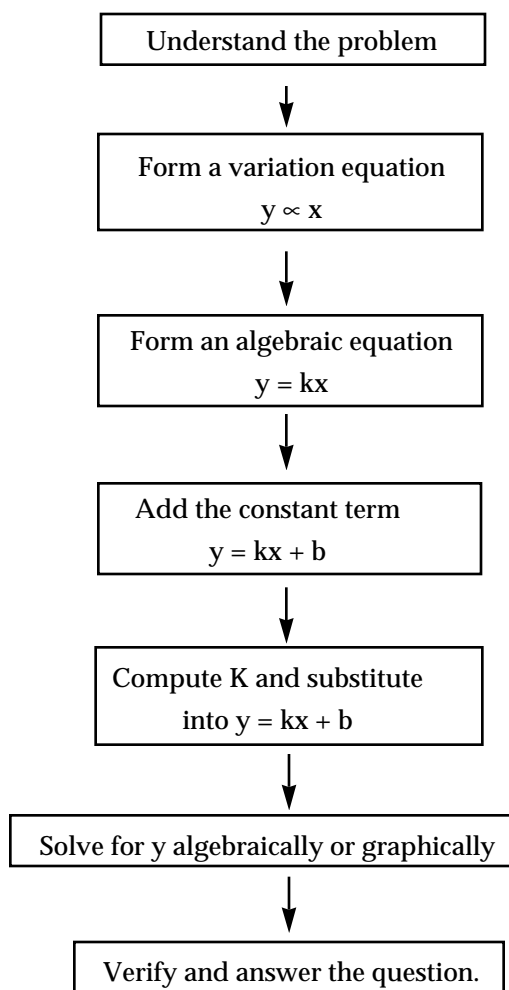 Understand the problem
Form a variation equation
y ∝ x
Form an algebraic equation
y = kx
Add the constant term
y = kx + b
Compute K and substitute
into y = kx + b
Solve for y algebraically or graphically
Verify and answer the question.